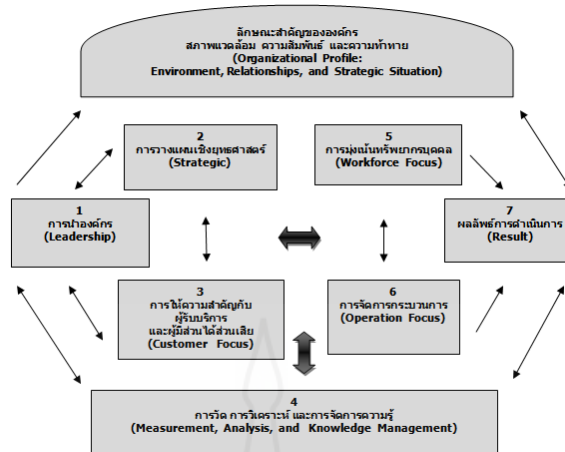 ลักษณะสำคัญขององค์กร
สภาพแวดล้อม ความสัมพันธ์ และความท้าทาย
(Organizational Profile:
Environment, Relationships, and Strategic Situation)
2
การวางแผนเชิงยุทธศาสตร์
(Strategic)
5
การมุ่งเน้นทรัพยากรบุคคล
(Workforce Focus)
1
การนำองค์กร
(Leadership)
7
ผลลัพธ์การดำเนินการ
(Result)
3
การให้ความสำคัญกับ
ผู้รับบริการ
และผู้มีส่วนได้ส่วนเสีย
(Customer Focus)
6
การจัดการกระบวนการ
(Operation Focus)
4
การวัด การวิเคราะห์ และการจัดการความรู้
(Measurement, Analysis, and Knowledge Management)